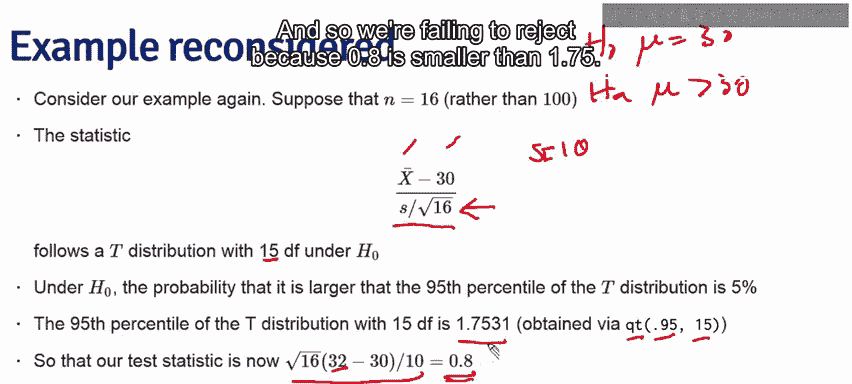 Example reconsidered
And so we're failing to reject
because 0.8 is smaller than 1.75.
H₀ μ = 30
Hₐ μ > 30
· Consider our example again. Suppose that n = 16 (rather than 100)
· The statistic
X̄ − 30
s/√16
follows a T distribution with 15 df under H₀
· Under H₀, the probability that it is larger that the 95th percentile of the T distribution is 5%
· The 95th percentile of the T distribution with 15 df is 1.7531 (obtained via qt(.95, 15))
· So that our test statistic is now √16(32 − 30)/10 = 0.8